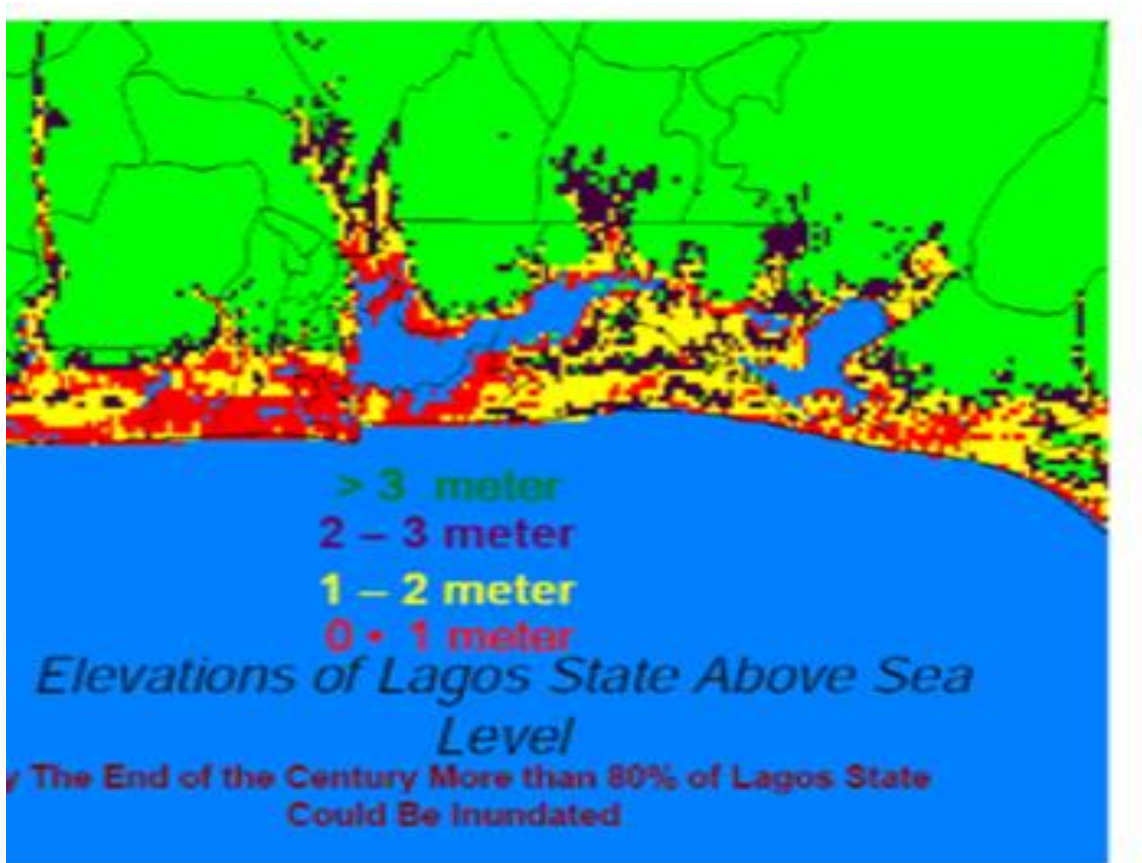 > 3 meter
2 – 3 meter
1 – 2 meter
0 • 1 meter
Elevations of Lagos State Above Sea
Level
y The End of the Century More than 80% of Lagos State
Could Be Inundated